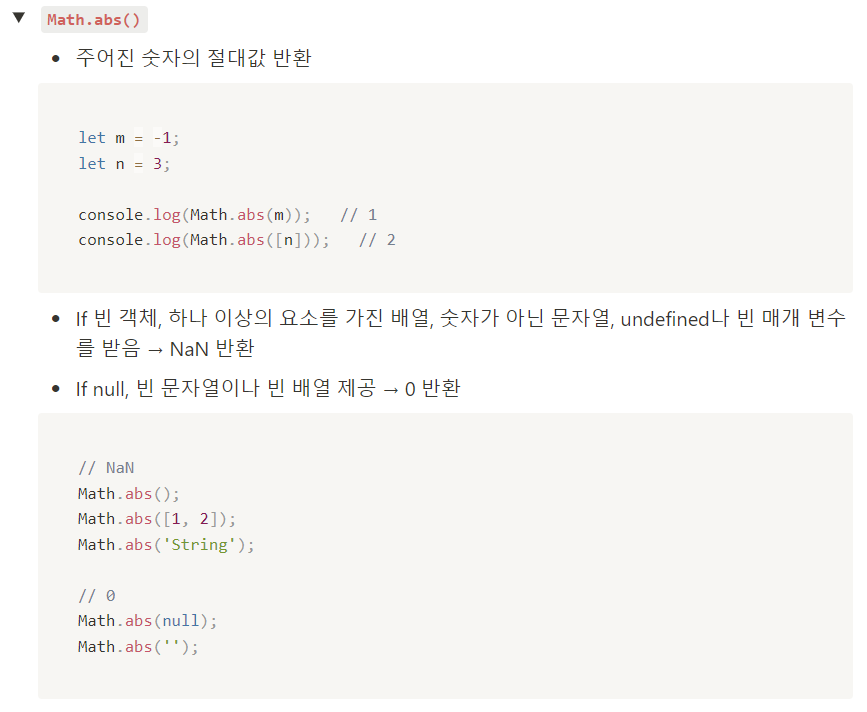 Math.abs()
주어진 숫자의 절대값 반환
let m = -1;
let n = 3;
console.log(Math.abs(m));   // 1
console.log(Math.abs([n]));   // 2
If 빈 객체, 하나 이상의 요소를 가진 배열, 숫자가 아닌 문자열, undefined나 빈 매개 변수
를 받음 → NaN 반환
If null, 빈 문자열이나 빈 배열 제공 → 0 반환
// NaN
Math.abs();
Math.abs([1, 2]);
Math.abs('String');
// 0
Math.abs(null);
Math.abs('');